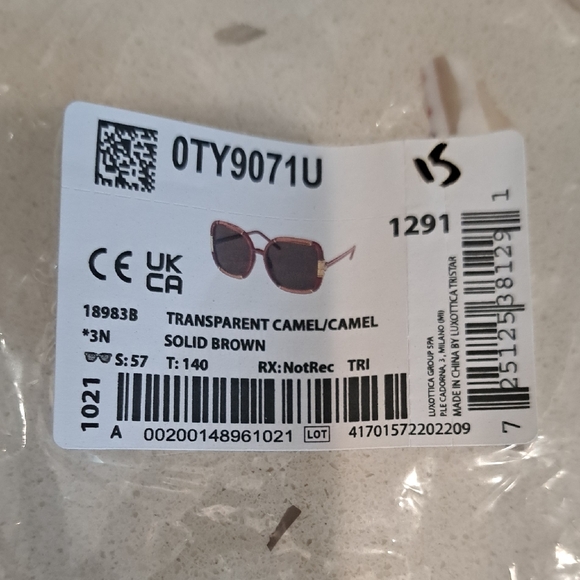 0TY9071U
15
1291
CE UK
CA
18983B TRANSPARENT CAMEL/CAMEL
*3N SOLID BROWN
S: 57 T: 140 RX: NotRec TRI
1021
A 00200148961021 LOT 41701572202209
LUXOTTICA GROUP SPA
P.LE CADORNA, 3, MILANO (MI)
MADE IN CHINA BY LUXOTTICA TRISTAR
7 25125 38129 1